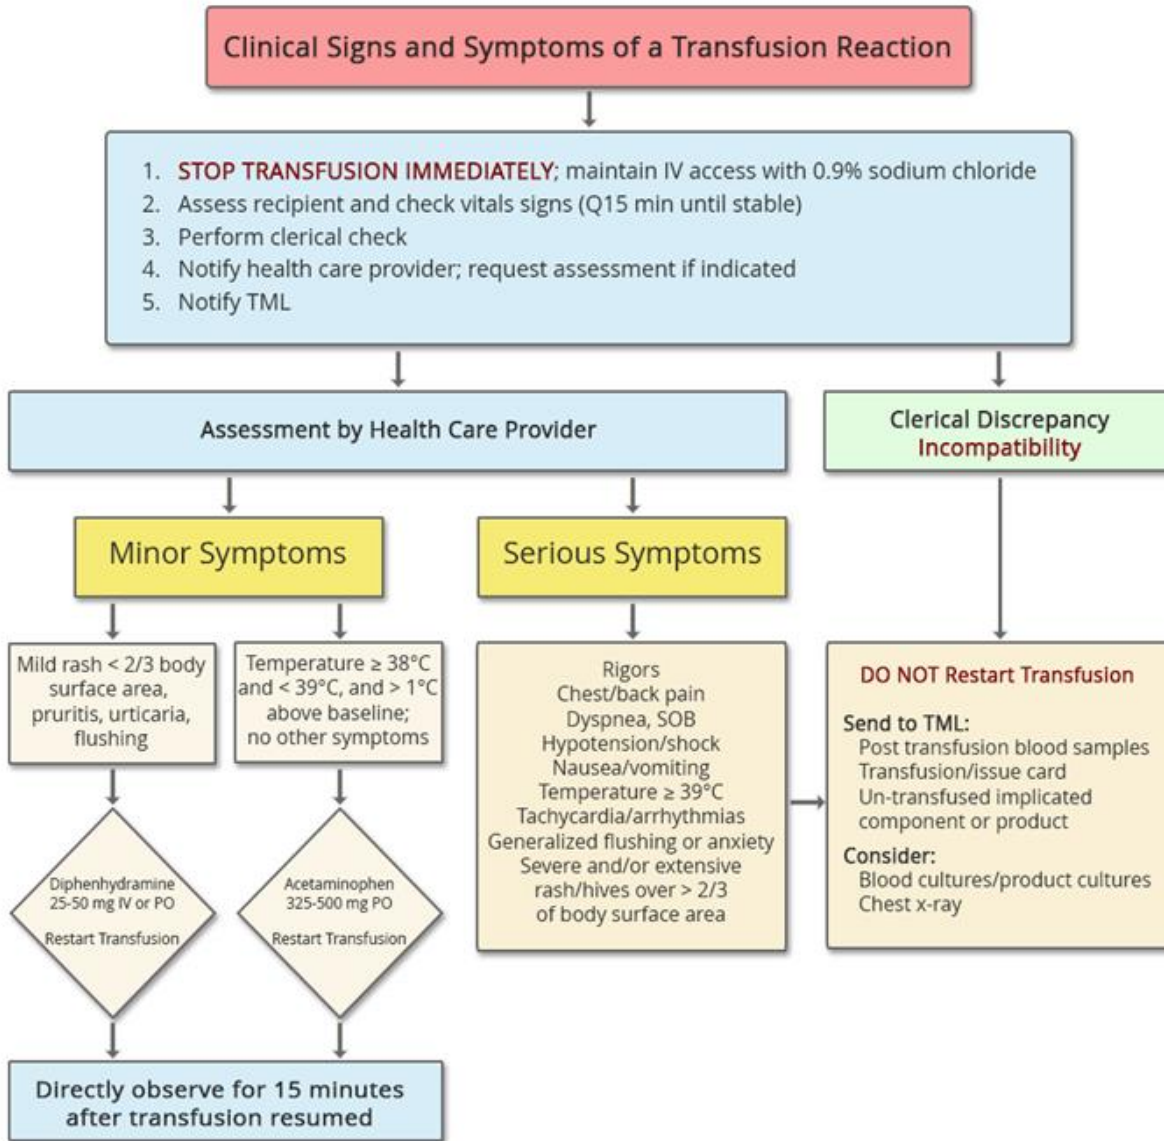 Clinical Signs and Symptoms of a Transfusion Reaction
1. STOP TRANSFUSION IMMEDIATELY; maintain IV access with 0.9% sodium chloride
2. Assess recipient and check vitals signs (Q15 min until stable)
3. Perform clerical check
4. Notify health care provider; request assessment if indicated
5. Notify TML
Assessment by Health Care Provider
Clerical Discrepancy
Incompatibility
Minor Symptoms
Serious Symptoms
Mild rash < 2/3 body
surface area,
pruritis, urticaria,
flushing
Temperature ≥ 38°C
and < 39°C, and > 1°C
above baseline;
no other symptoms
Rigors
Chest/back pain
Dyspnea, SOB
Hypotension/shock
Nausea/vomiting
Temperature ≥ 39°C
Tachycardia/arrhythmias
Generalized flushing or anxiety
Severe and/or extensive
rash/hives over > 2/3
of body surface area
DO NOT Restart Transfusion
Send to TML:
Post transfusion blood samples
Transfusion/issue card
Un-transfused implicated
component or product
Consider:
Blood cultures/product cultures
Chest x-ray
Diphenhydramine
25-50 mg IV or PO
Restart Transfusion
Acetaminophen
325-500 mg PO
Restart Transfusion
Directly observe for 15 minutes
after transfusion resumed